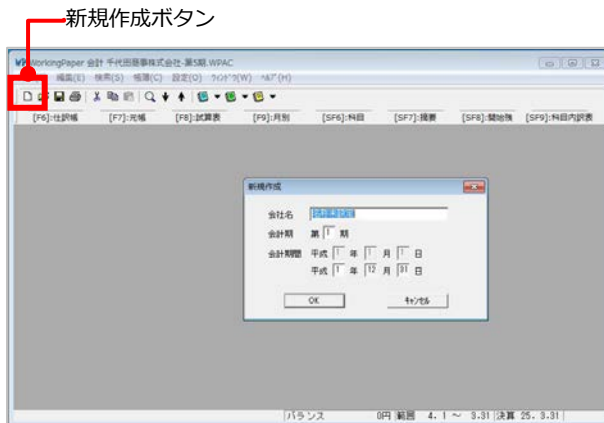 新規作成ボタン
WorkingPaper 会計 千代田商事株式会社-第5期.WPAC
編集(E) 検索(S) 帳簿(C) 設定(O) ウィンドウ(W) ヘルプ(H)
[F6]:仕訳帳 [F7]:元帳 [F8]:試算表 [F9]:月別 [SF6]:科目 [SF7]:摘要 [SF8]:開始残 [SF9]:科目内訳表
新規作成
会社名
会計期 第 1 期
会計期間 平成 1 年 1 月 1 日
平成 1 年 12 月 31 日
OK キャンセル
バランス 0円 範囲 4. 1 ～ 3.31 決算 25. 3.31